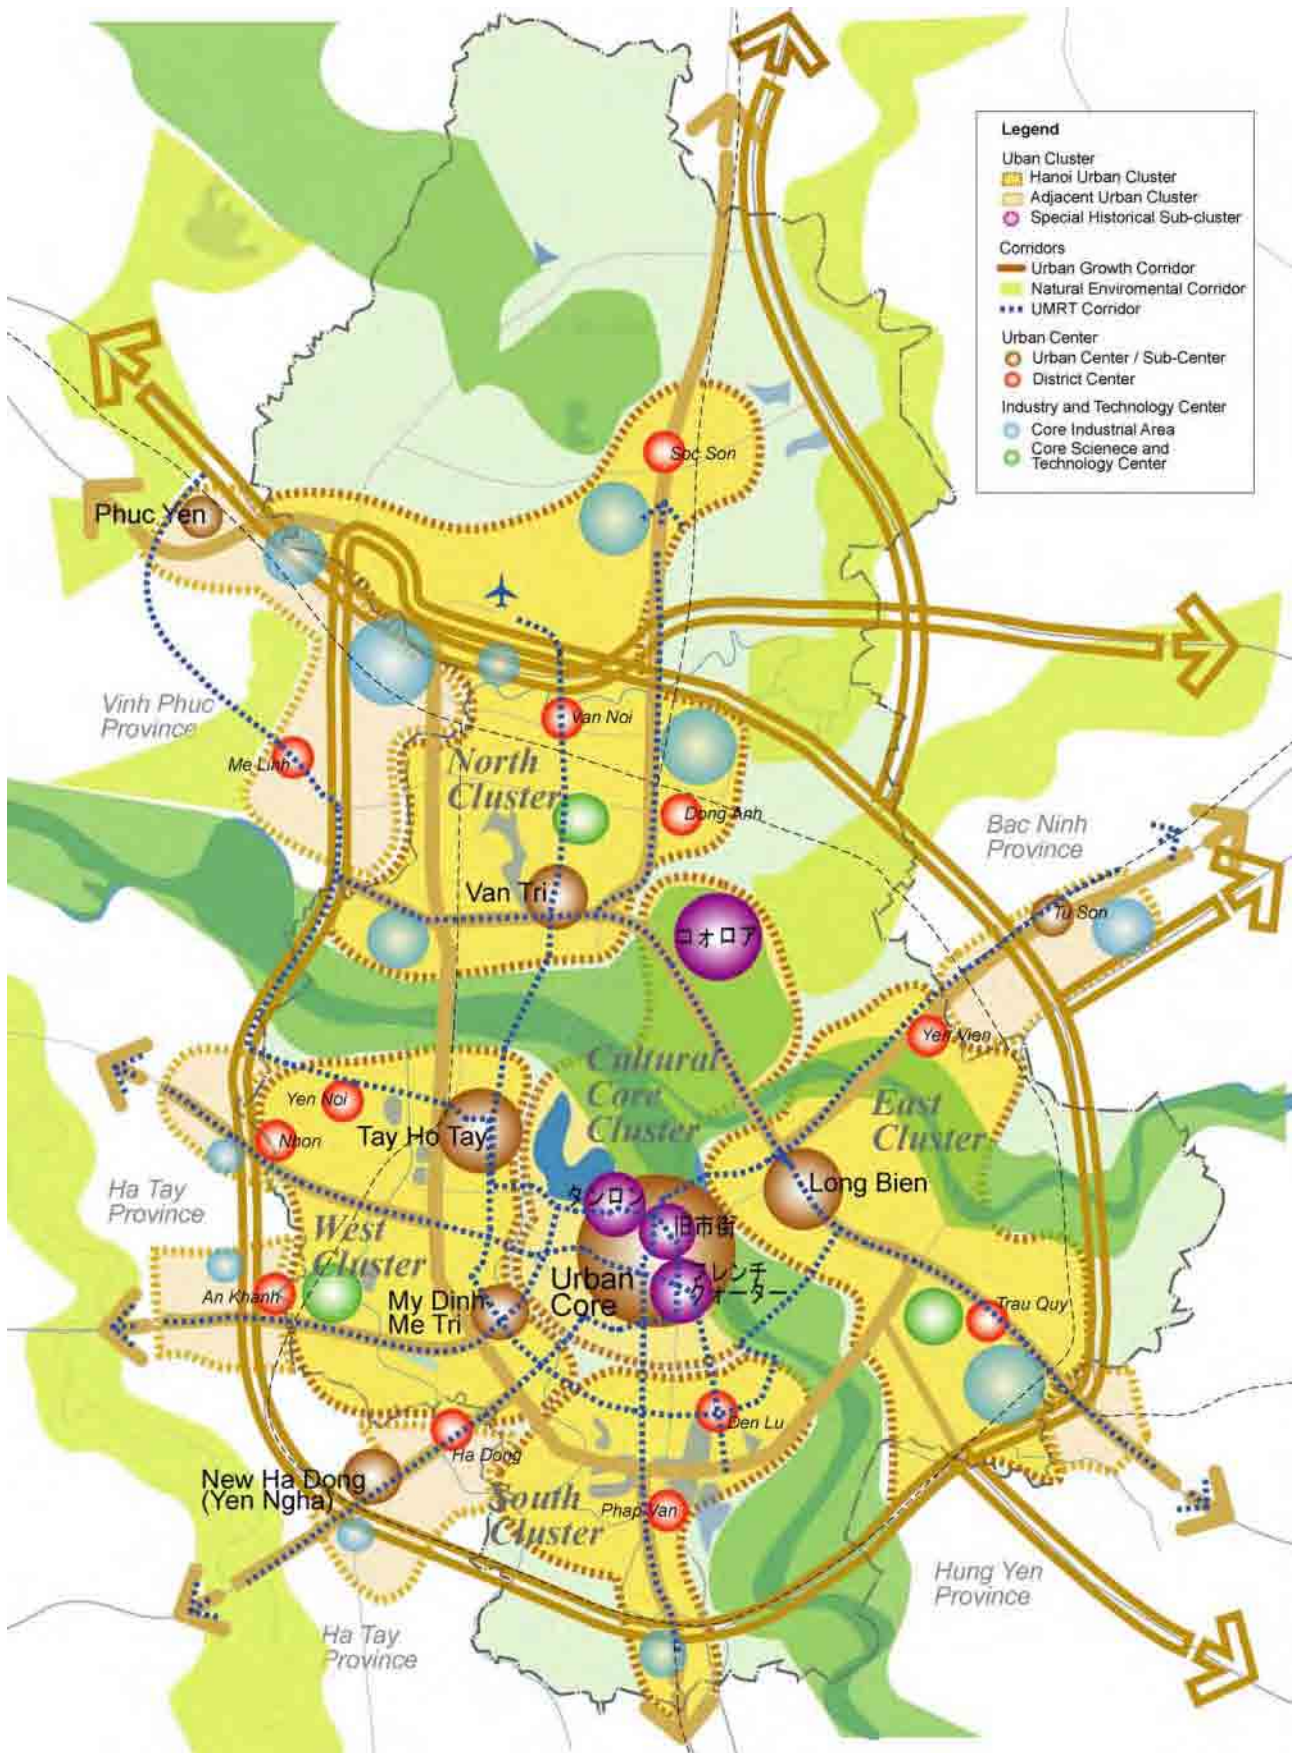 Legend
Uban Cluster
Hanoi Urban Cluster
Adjacent Urban Cluster
Special Historical Sub-cluster
Corridors
Urban Growth Corridor
Natural Enviromental Corridor
UMRT Corridor
Urban Center
Urban Center / Sub-Center
District Center
Industry and Technology Center
Core Industrial Area
Core Scienece and
Technology Center
Soc Son
Phuc Yen
Vinh Phuc
Province
Van Noi
Me Linh
North
Cluster
Dong Anh
Bac Ninh
Province
Van Tri
Tu Son
コォロア
Yen Vien
Cultural
Core
Cluster
East
Cluster
Yen Noi
Tay Ho Tay
Nhon
Long Bien
Ha Tay
Province
タンロン
旧市街
West
Cluster
Urban
Core
フレンチ
クォーター
An Khanh
My Dinh
Me Tri
Trau Quy
Den Lu
Ha Dong
New Ha Dong
(Yen Ngha)
South
Cluster
Phap Van
Hung Yen
Province
Ha Tay
Province